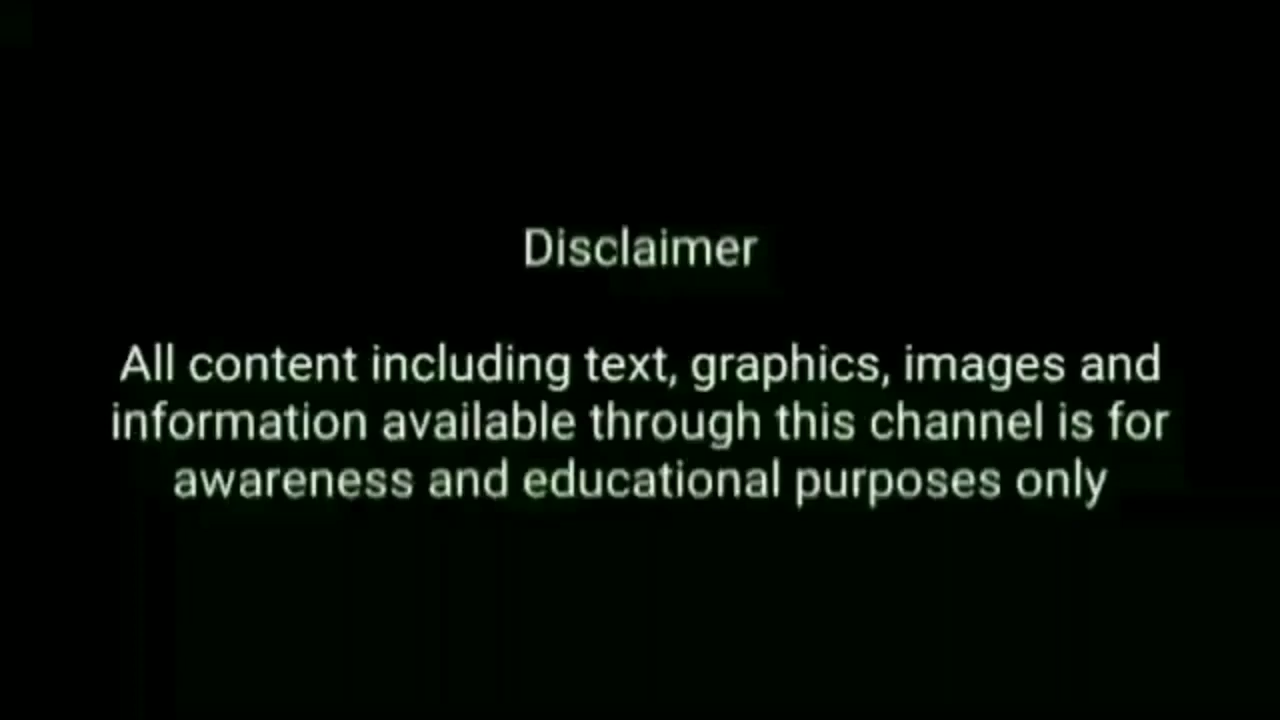 Disclaimer
All content including text, graphics, images and
information available through this channel is for
awareness and educational purposes only